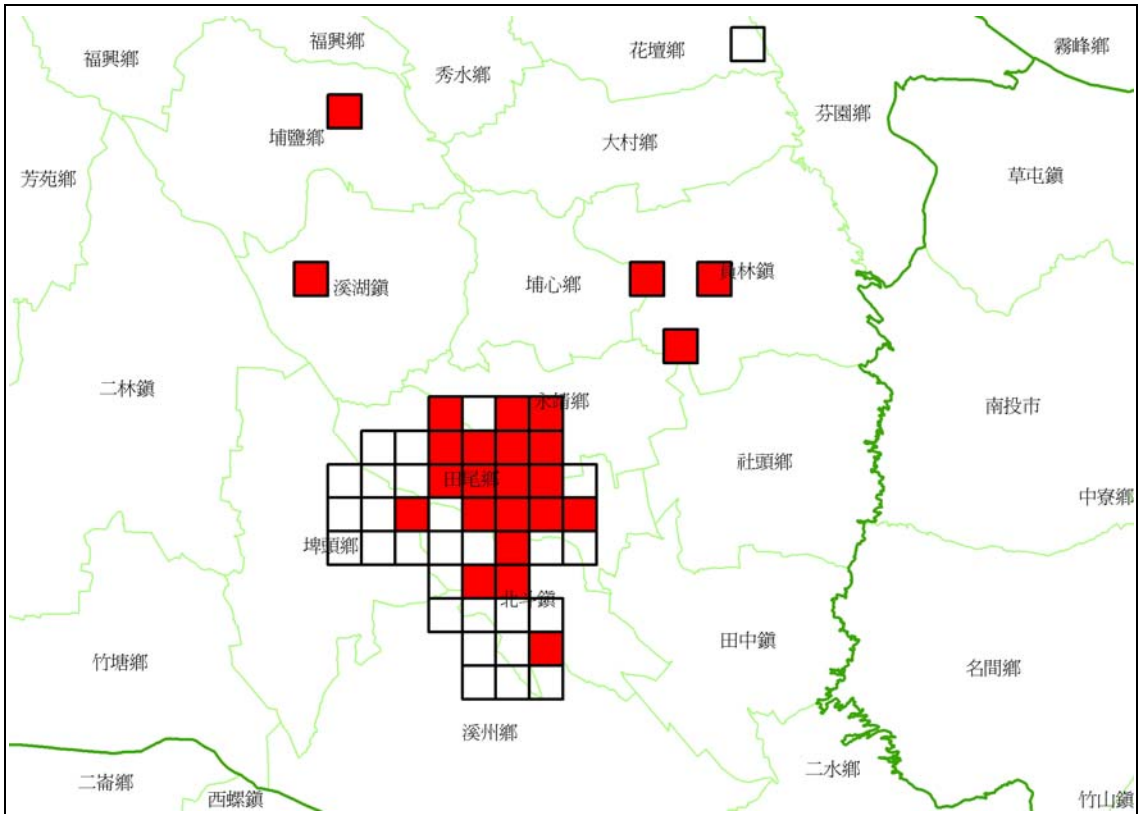 福興鄉
福興鄉
秀水鄉
花壇鄉
霧峰鄉
埔鹽鄉
大村鄉
芬園鄉
芳苑鄉
草屯鎮
溪湖鎮
埔心鄉
員林鎮
二林鎮
永靖鄉
南投市
田尾鄉
社頭鄉
中寮鄉
埤頭鄉
北斗鎮
竹塘鄉
田中鎮
名間鄉
溪州鄉
二崙鄉
西螺鎮
二水鄉
竹山鎮